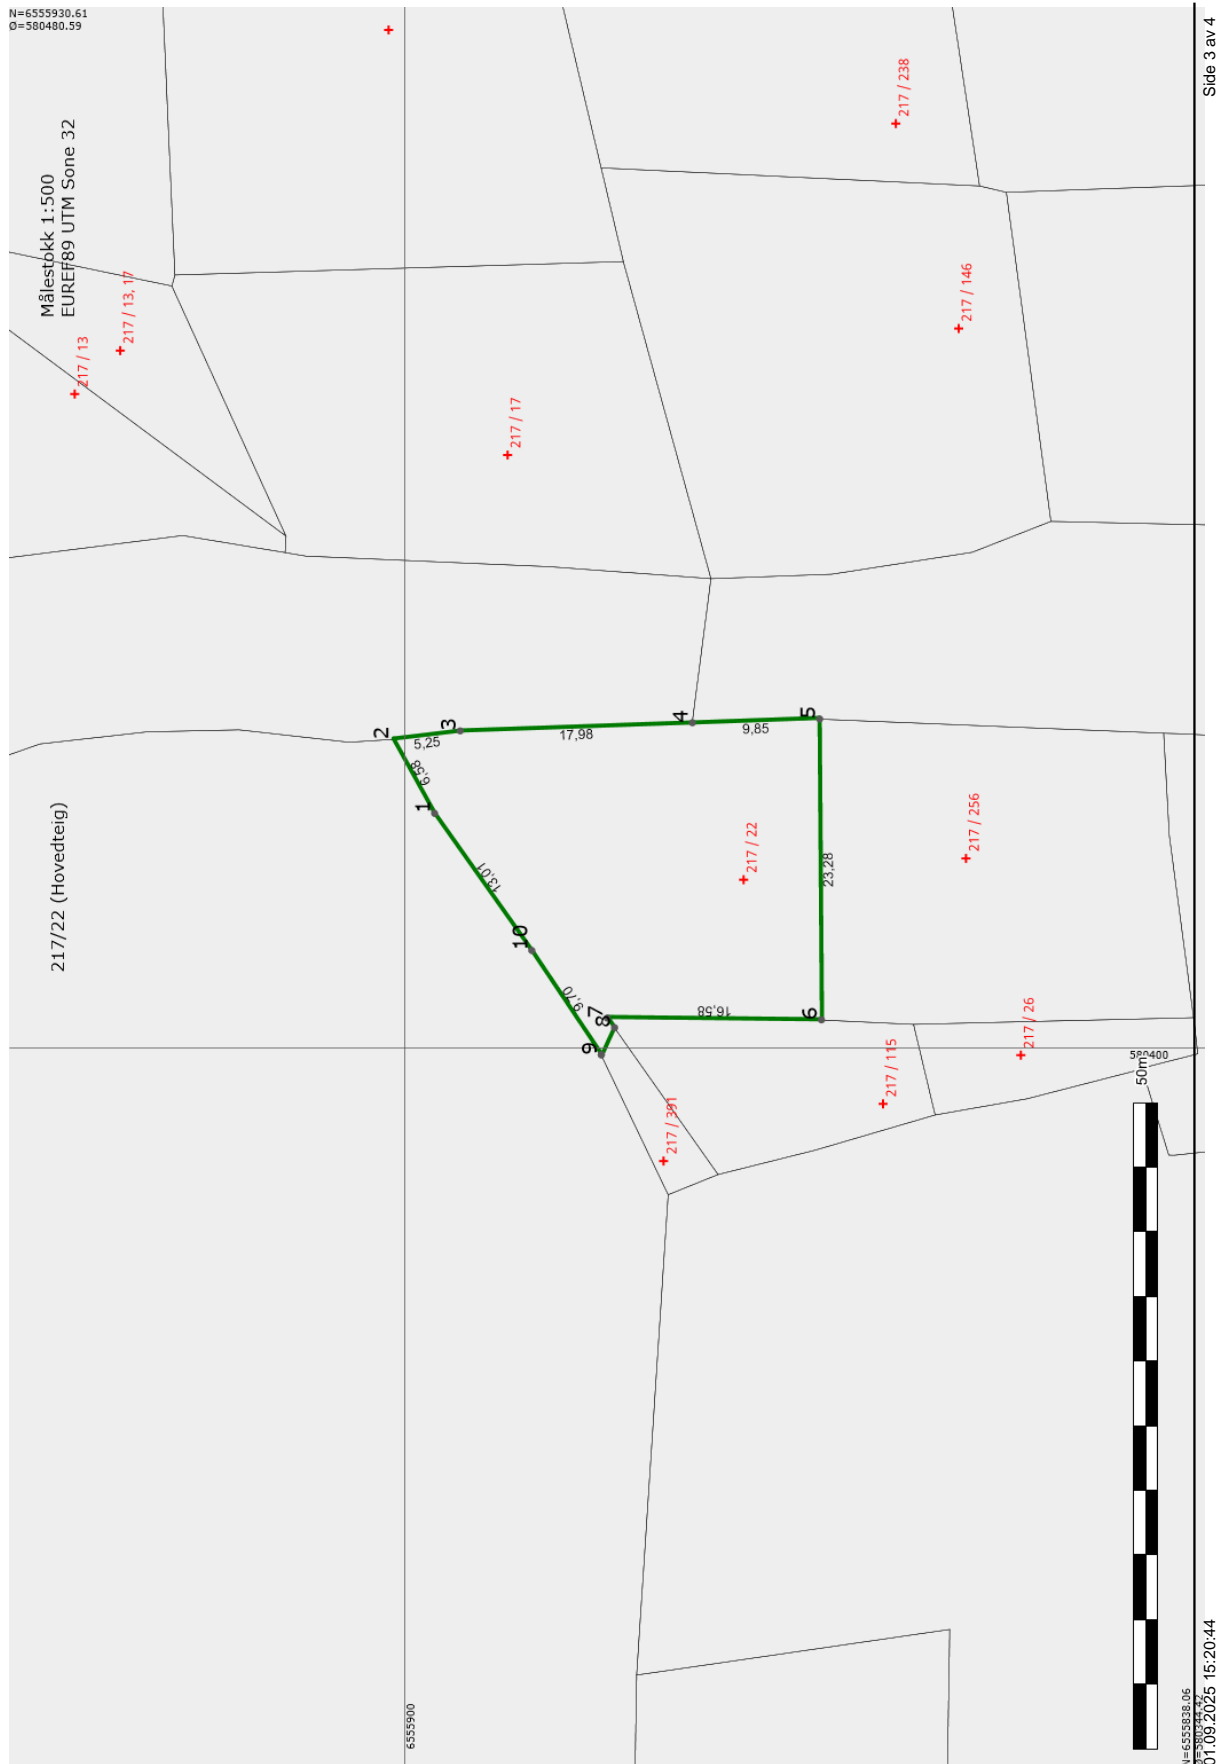 N=6555930.61
Ø=580480.59
Målestokk 1:500
EUREF89 UTM Sone 32
217/22 (Hovedteig)
217 / 13
217 / 13, 17
217 / 17
217 / 238
217 / 146
217 / 22
217 / 256
217 / 26
217 / 115
217 / 391
1
2
3
4
5
6
7
8
9
10
6,58
5,25
17,98
9,85
23,28
16,58
9,70
13,01
580400
50m
6555900
N=6555838.06
Ø=580344.42
01.09.2025 15:20:44
Side 3 av 4